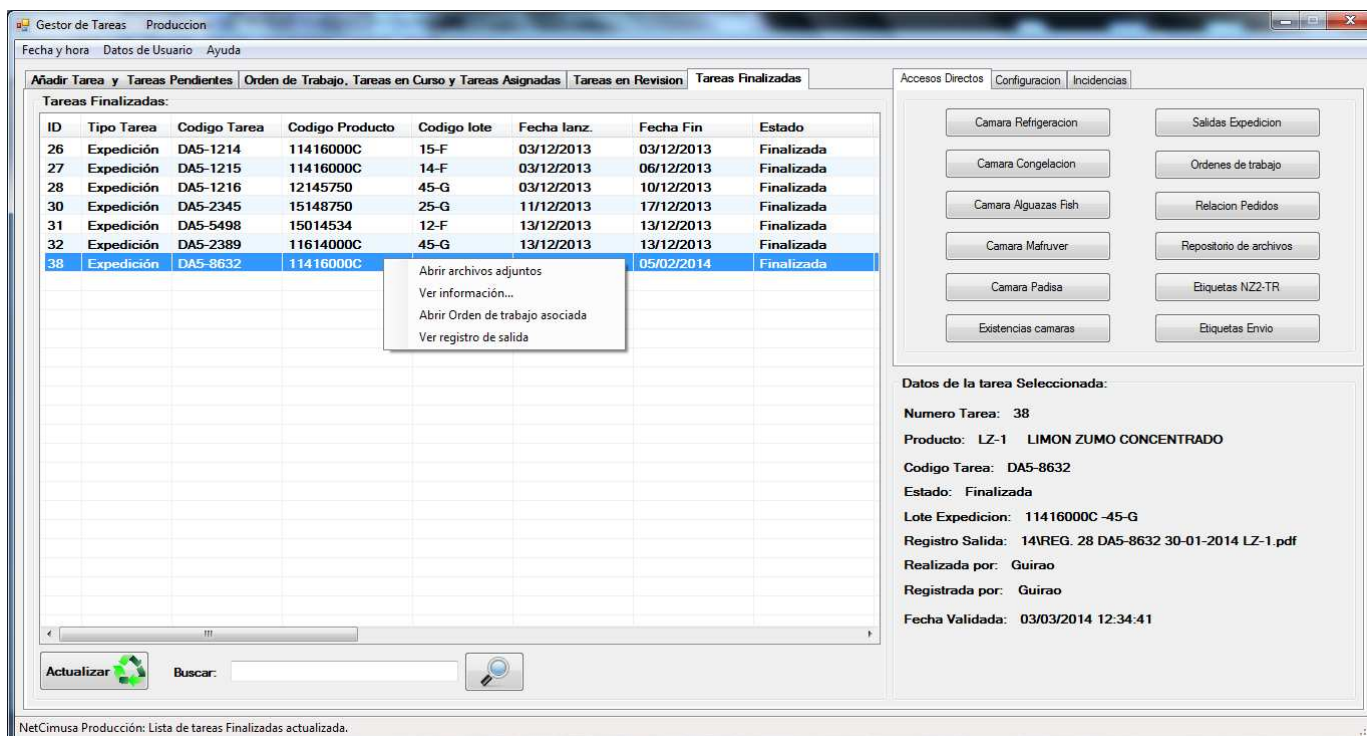 Gestor de Tareas Produccion
Fecha y hora Datos de Usuario Ayuda
Añadir Tarea y Tareas Pendientes Orden de Trabajo, Tareas en Curso y Tareas Asignadas Tareas en Revision Tareas Finalizadas
Tareas Finalizadas:
ID Tipo Tarea Codigo Tarea Codigo Producto Codigo lote Fecha lanz. Fecha Fin Estado
26 Expedición DA5-1214 11416000C 15-F 03/12/2013 03/12/2013 Finalizada
27 Expedición DA5-1215 11416000C 14-F 03/12/2013 06/12/2013 Finalizada
28 Expedición DA5-1216 12145750 45-G 03/12/2013 10/12/2013 Finalizada
30 Expedición DA5-2345 15148750 25-G 11/12/2013 17/12/2013 Finalizada
31 Expedición DA5-5498 15014534 12-F 13/12/2013 13/12/2013 Finalizada
32 Expedición DA5-2389 11614000C 45-G 13/12/2013 13/12/2013 Finalizada
38 Expedición DA5-8632 11416000C 05/02/2014 Finalizada
Abrir archivos adjuntos
Ver información...
Abrir Orden de trabajo asociada
Ver registro de salida
Actualizar Buscar:
Accesos Directos Configuracion Incidencias
Camara Refrigeracion Salidas Expedicion
Camara Congelacion Ordenes de trabajo
Camara Alguazas Fish Relacion Pedidos
Camara Mafruver Repositorio de archivos
Camara Padisa Etiquetas NZ2-TR
Existencias camaras Etiquetas Envio
Datos de la tarea Seleccionada:
Numero Tarea: 38
Producto: LZ-1 LIMON ZUMO CONCENTRADO
Codigo Tarea: DA5-8632
Estado: Finalizada
Lote Expedicion: 11416000C -45-G
Registro Salida: 14\REG. 28 DA5-8632 30-01-2014 LZ-1.pdf
Realizada por: Guirao
Registrada por: Guirao
Fecha Validada: 03/03/2014 12:34:41
NetCimusa Producción: Lista de tareas Finalizadas actualizada.